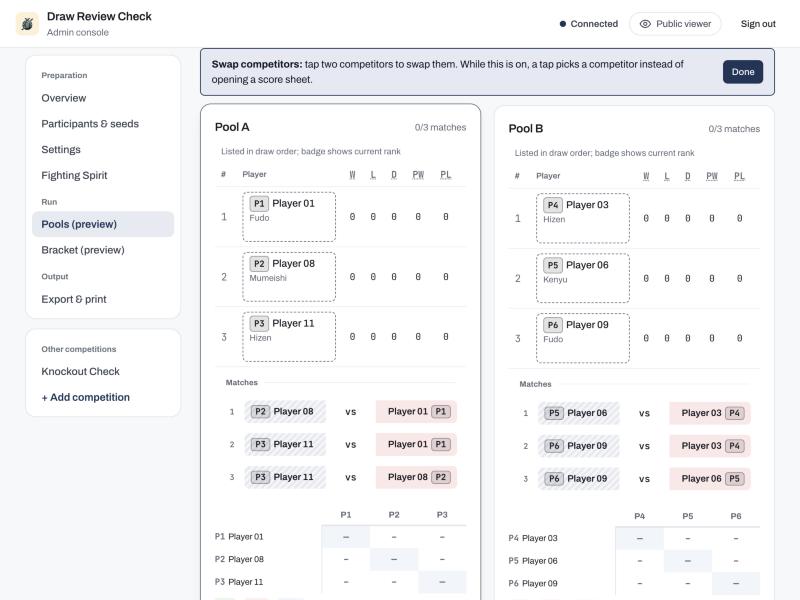 Draw Review Check
Admin console
Connected
Public viewer
Sign out
Preparation
Overview
Participants & seeds
Settings
Fighting Spirit
Run
Pools (preview)
Bracket (preview)
Output
Export & print
Other competitions
Knockout Check
+ Add competition
Swap competitors: tap two competitors to swap them. While this is on, a tap picks a competitor instead of
opening a score sheet.
Done
Pool A 0/3 matches
Listed in draw order; badge shows current rank
# Player W L D PW PL
1 P1 Player 01 0 0 0 0 0
Fudo
2 P2 Player 08 0 0 0 0 0
Mumeishi
3 P3 Player 11 0 0 0 0 0
Hizen
Matches
1 P2 Player 08 vs Player 01 P1
2 P3 Player 11 vs Player 01 P1
3 P3 Player 11 vs Player 08 P2
P1 P2 P3
P1 Player 01 – – –
P2 Player 08 – – –
P3 Player 11 – – –
Pool B 0/3 matches
Listed in draw order; badge shows current rank
# Player W L D PW PL
1 P4 Player 03 0 0 0 0 0
Hizen
2 P5 Player 06 0 0 0 0 0
Kenyu
3 P6 Player 09 0 0 0 0 0
Fudo
Matches
1 P5 Player 06 vs Player 03 P4
2 P6 Player 09 vs Player 03 P4
3 P6 Player 09 vs Player 06 P5
P4 P5 P6
P4 Player 03 – – –
P5 Player 06 – – –
P6 Player 09 – – –